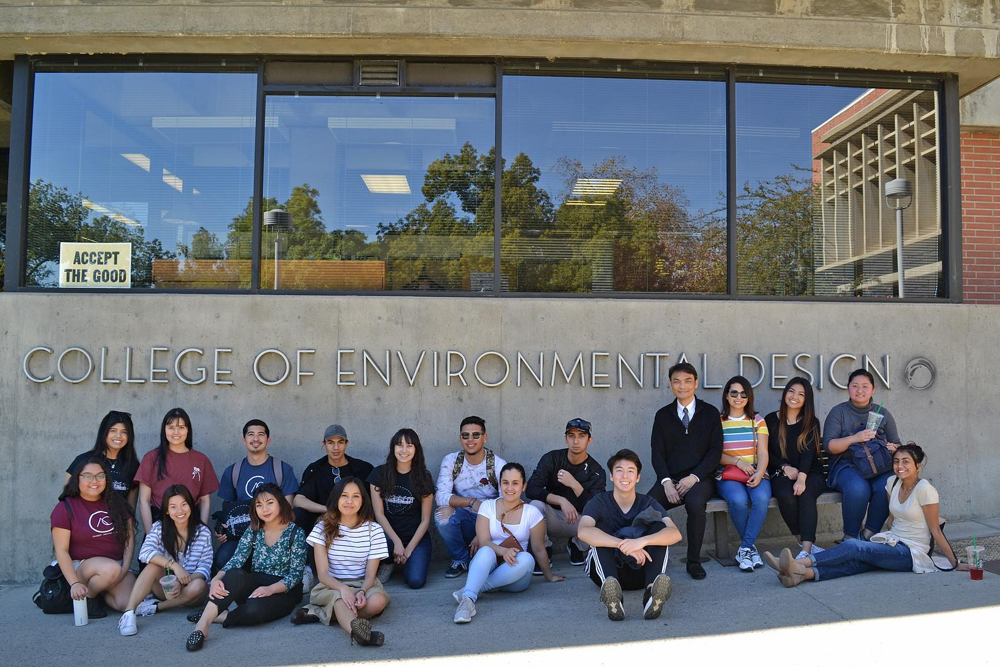 ACCEPT
THE GOOD
COLLEGE OF ENVIRONMENTAL DESIGN